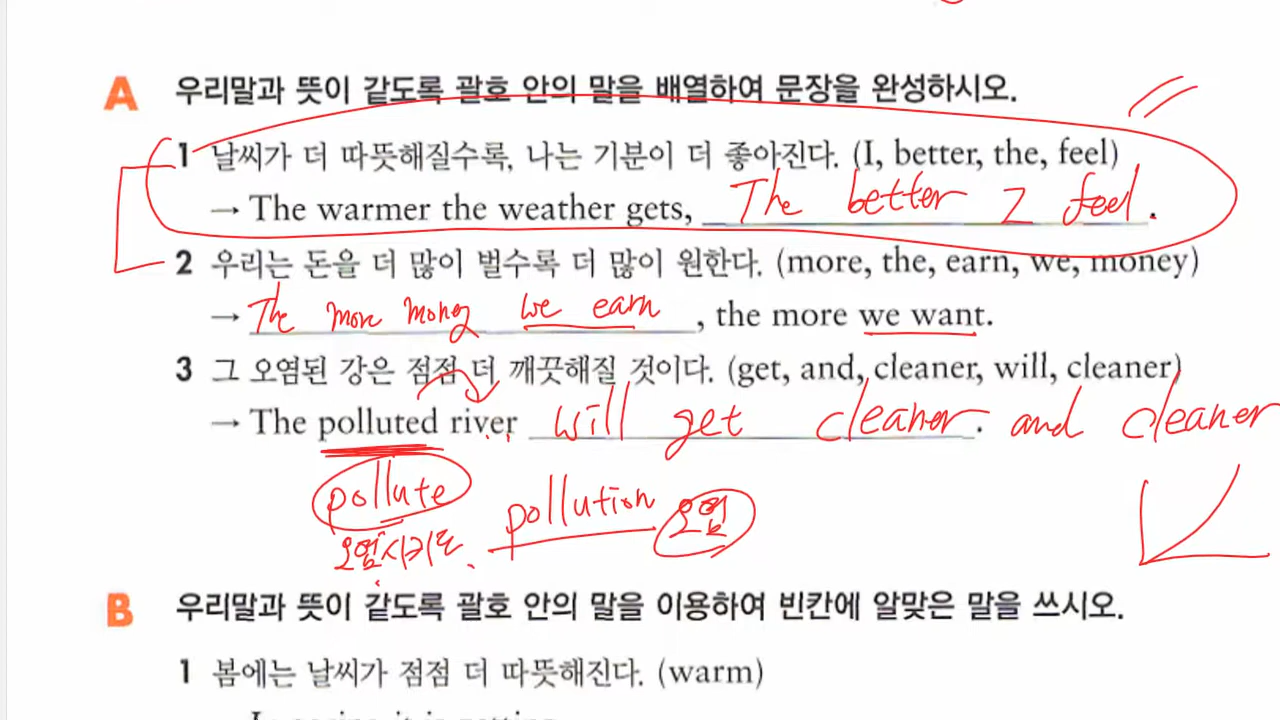 A 우리말과 뜻이 같도록 괄호 안의 말을 배열하여 문장을 완성하시오.
1 날씨가 더 따뜻해질수록, 나는 기분이 더 좋아진다. (I, better, the, feel)
→ The warmer the weather gets, The better I feel.
2 우리는 돈을 더 많이 벌수록 더 많이 원한다. (more, the, earn, we, money)
→ The more money we earn, the more we want.
3 그 오염된 강은 점점 더 깨끗해질 것이다. (get, and, cleaner, will, cleaner)
→ The polluted river will get cleaner. and cleaner
pollute pollution 오염
오염시키는
B 우리말과 뜻이 같도록 괄호 안의 말을 이용하여 빈칸에 알맞은 말을 쓰시오.
1 봄에는 날씨가 점점 더 따뜻해진다. (warm)